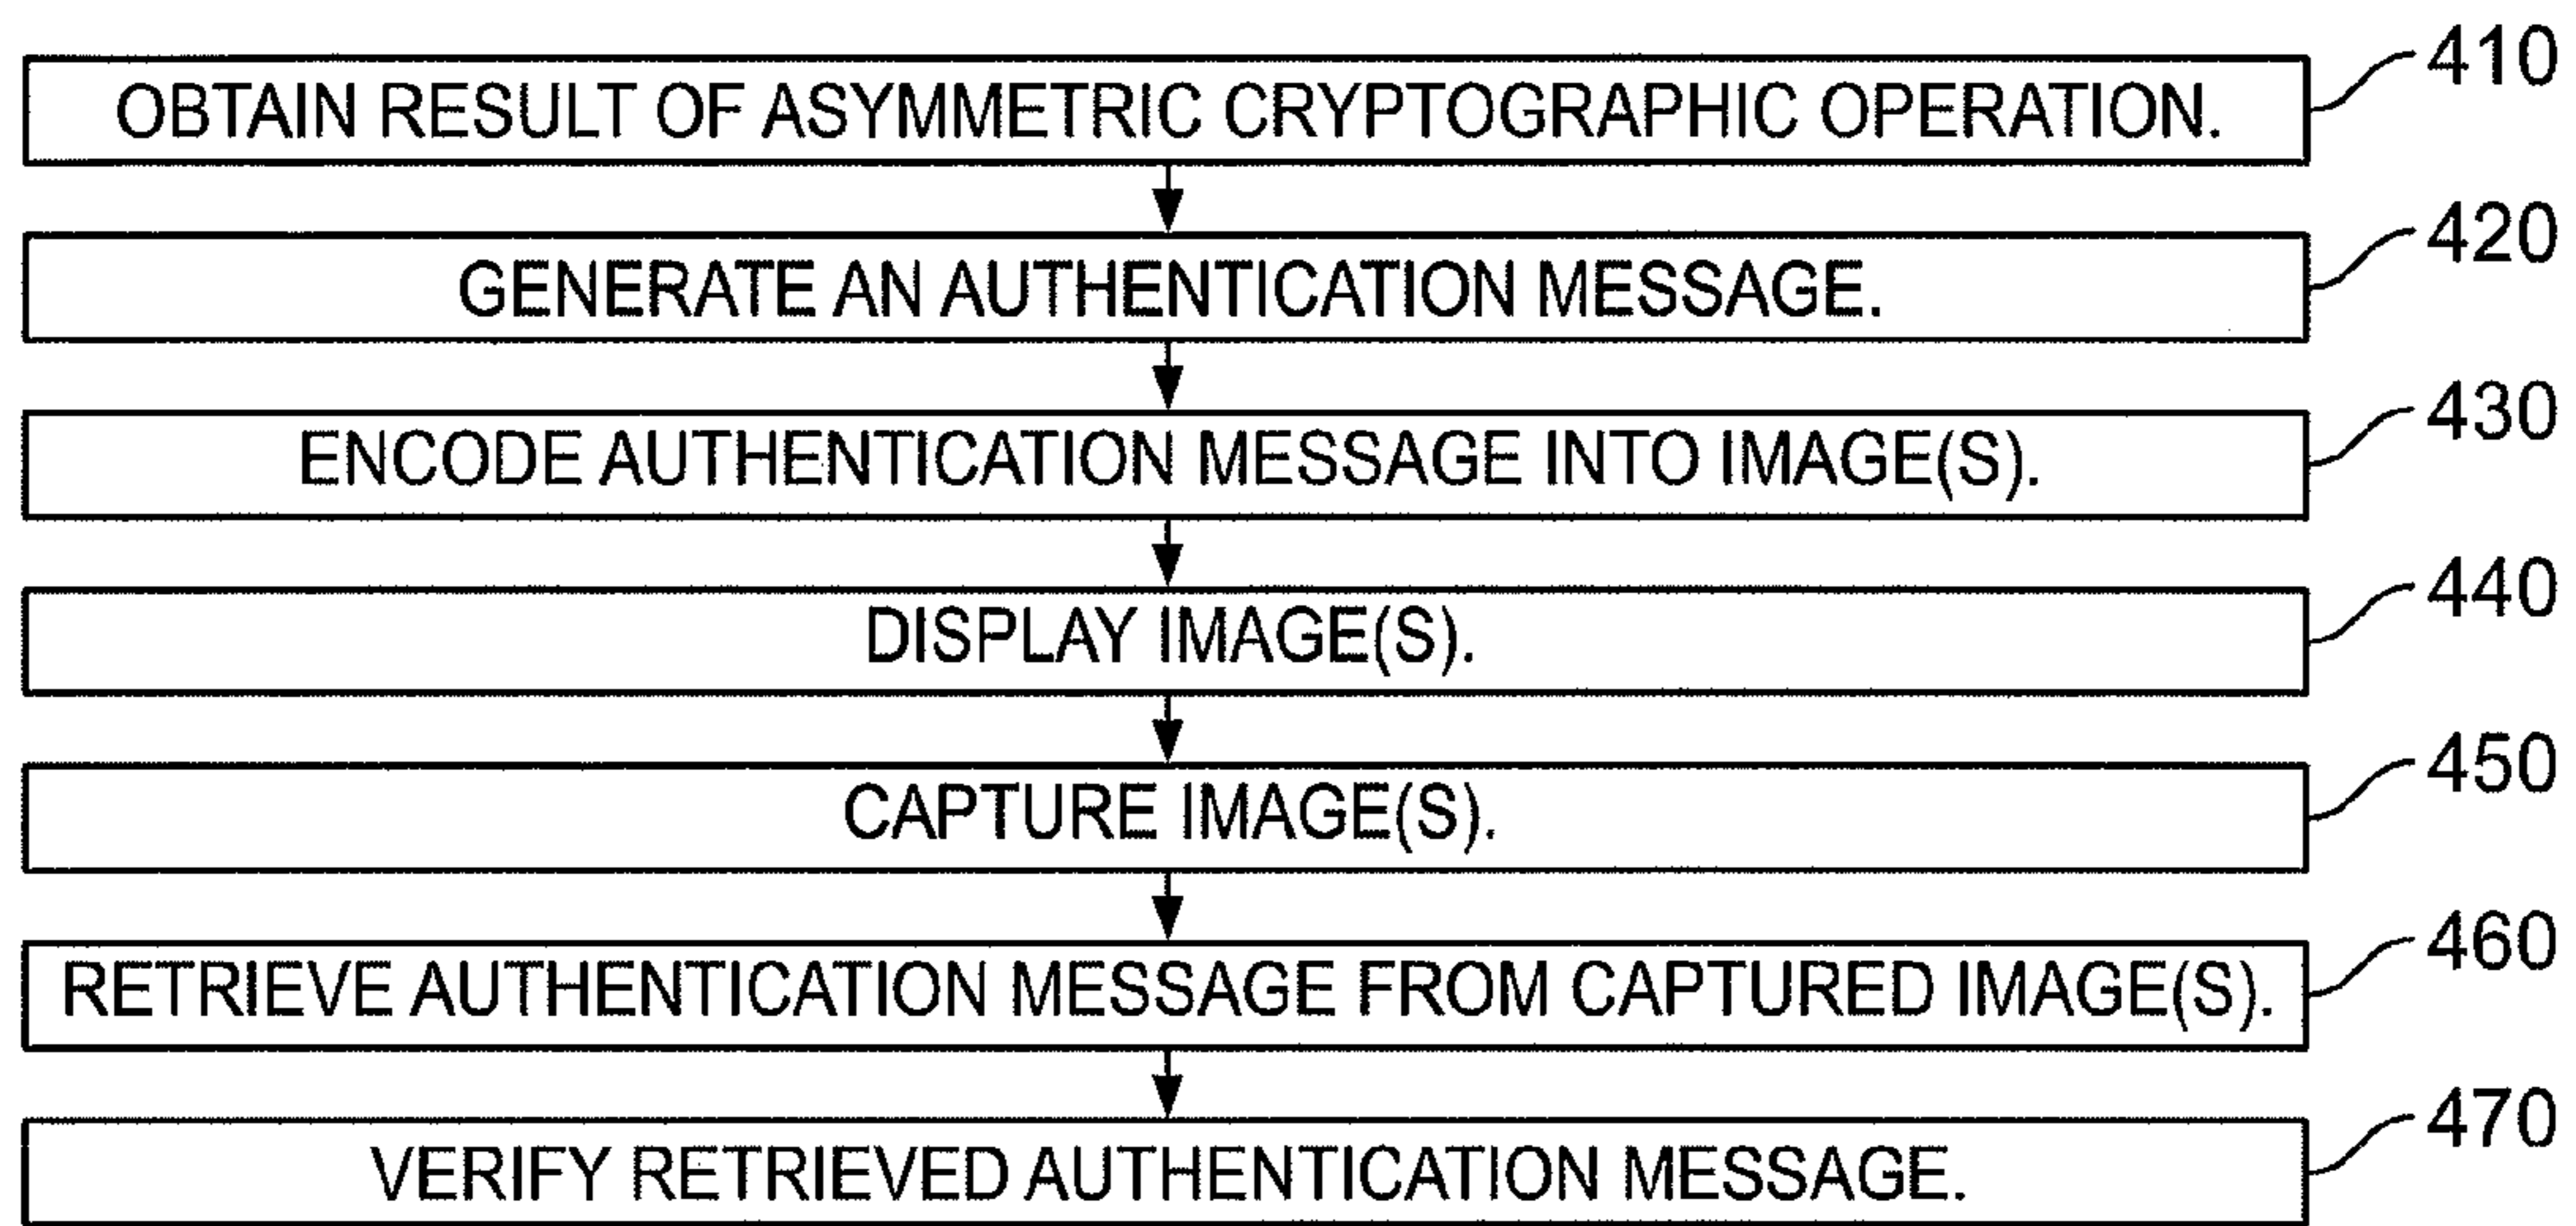 OBTAIN RESULT OF ASYMMETRIC CRYPTOGRAPHIC OPERATION.
410
GENERATE AN AUTHENTICATION MESSAGE.
420
ENCODE AUTHENTICATION MESSAGE INTO IMAGE(S).
430
DISPLAY IMAGE(S).
440
CAPTURE IMAGE(S).
450
RETRIEVE AUTHENTICATION MESSAGE FROM CAPTURED IMAGE(S).
460
VERIFY RETRIEVED AUTHENTICATION MESSAGE.
470